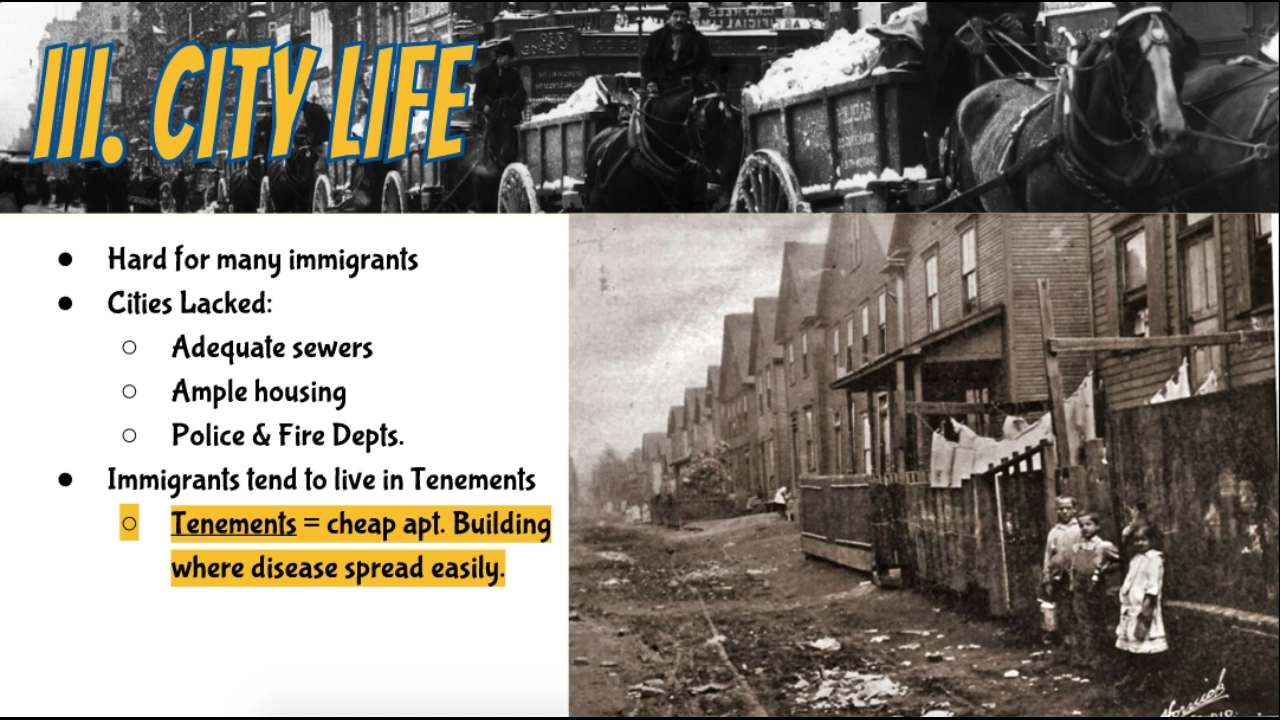 III. CITY LIFE
● Hard for many immigrants
● Cities Lacked:
○ Adequate sewers
○ Ample housing
○ Police & Fire Depts.
● Immigrants tend to live in Tenements
○ Tenements = cheap apt. Building
where disease spread easily.